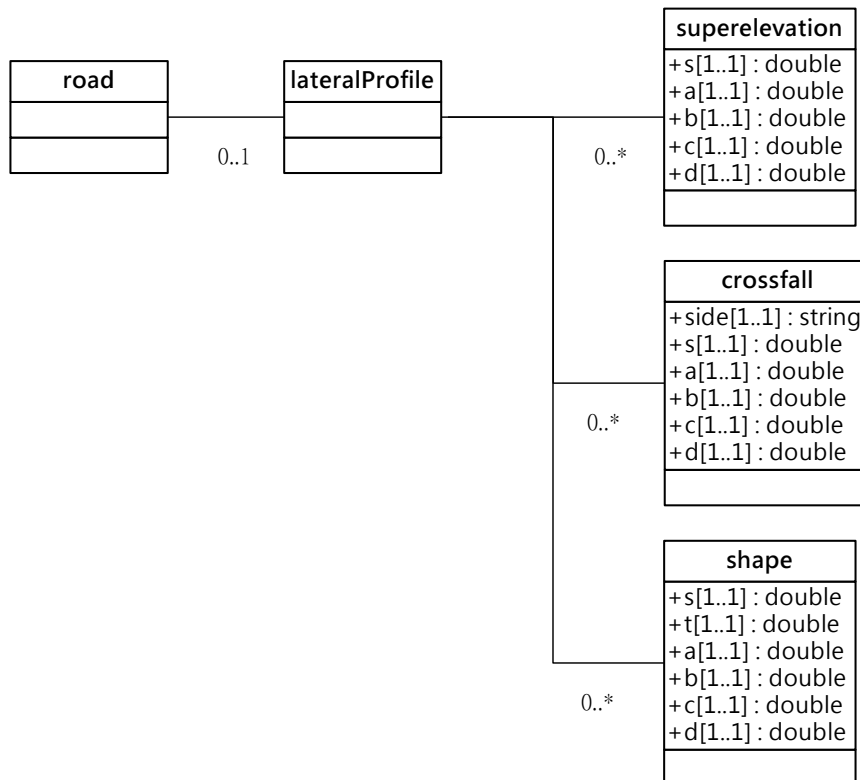 road
0..1
lateralProfile
superelevation
+s[1..1] : double
+a[1..1] : double
+b[1..1] : double
+c[1..1] : double
+d[1..1] : double
0..*
crossfall
+side[1..1] : string
+s[1..1] : double
+a[1..1] : double
+b[1..1] : double
+c[1..1] : double
+d[1..1] : double
0..*
shape
+s[1..1] : double
+t[1..1] : double
+a[1..1] : double
+b[1..1] : double
+c[1..1] : double
+d[1..1] : double
0..*